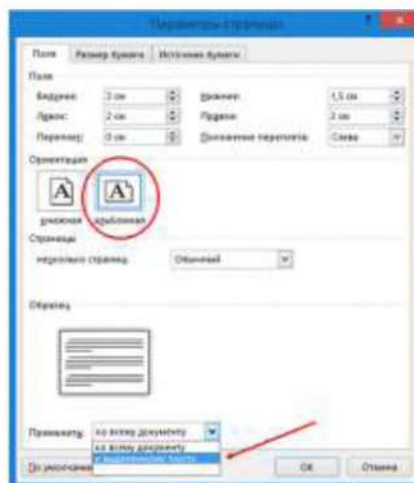 Параметры страницы
Поля Размер бумаги Источник бумаги
Поля
Верхнее: 3 см Нижнее: 1,5 см
Левое: 2 см Правое: 2 см
Переплет: 0 см Положение переплета: Слева
Ориентация
A A
книжная альбомная
Страницы
несколько страниц: Обычный
Образец
Применить: ко всему документу
ко всему документу
к выделенному тексту
По умолчанию ОК Отмена